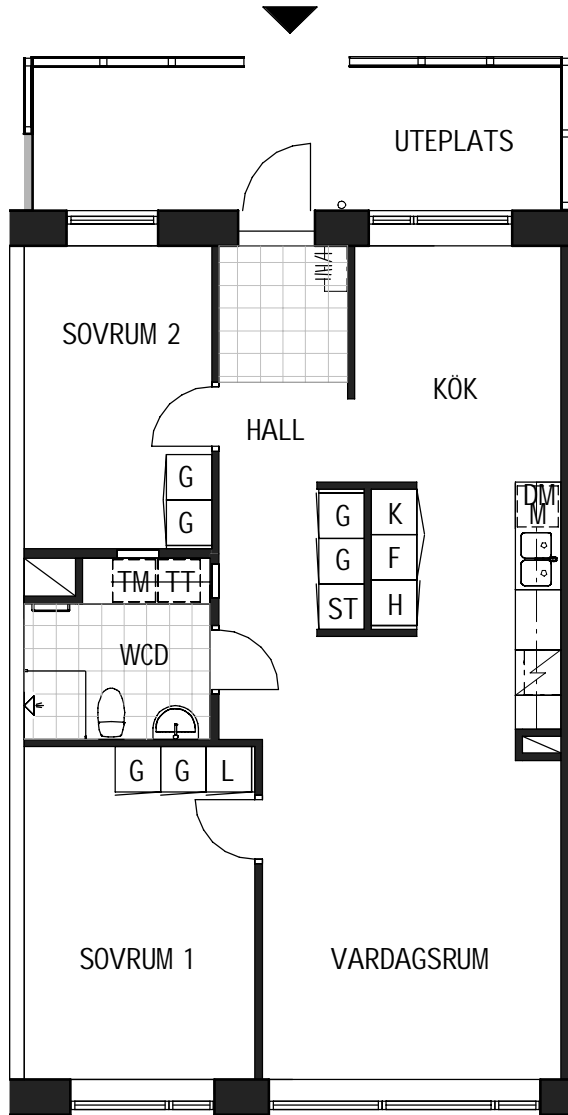 UTEPLATS
SOVRUM 2
KÖK
HALL
G
G
G
G
ST
K
F
H
DM
M
TM TT
WCD
G G L
SOVRUM 1
VARDAGSRUM